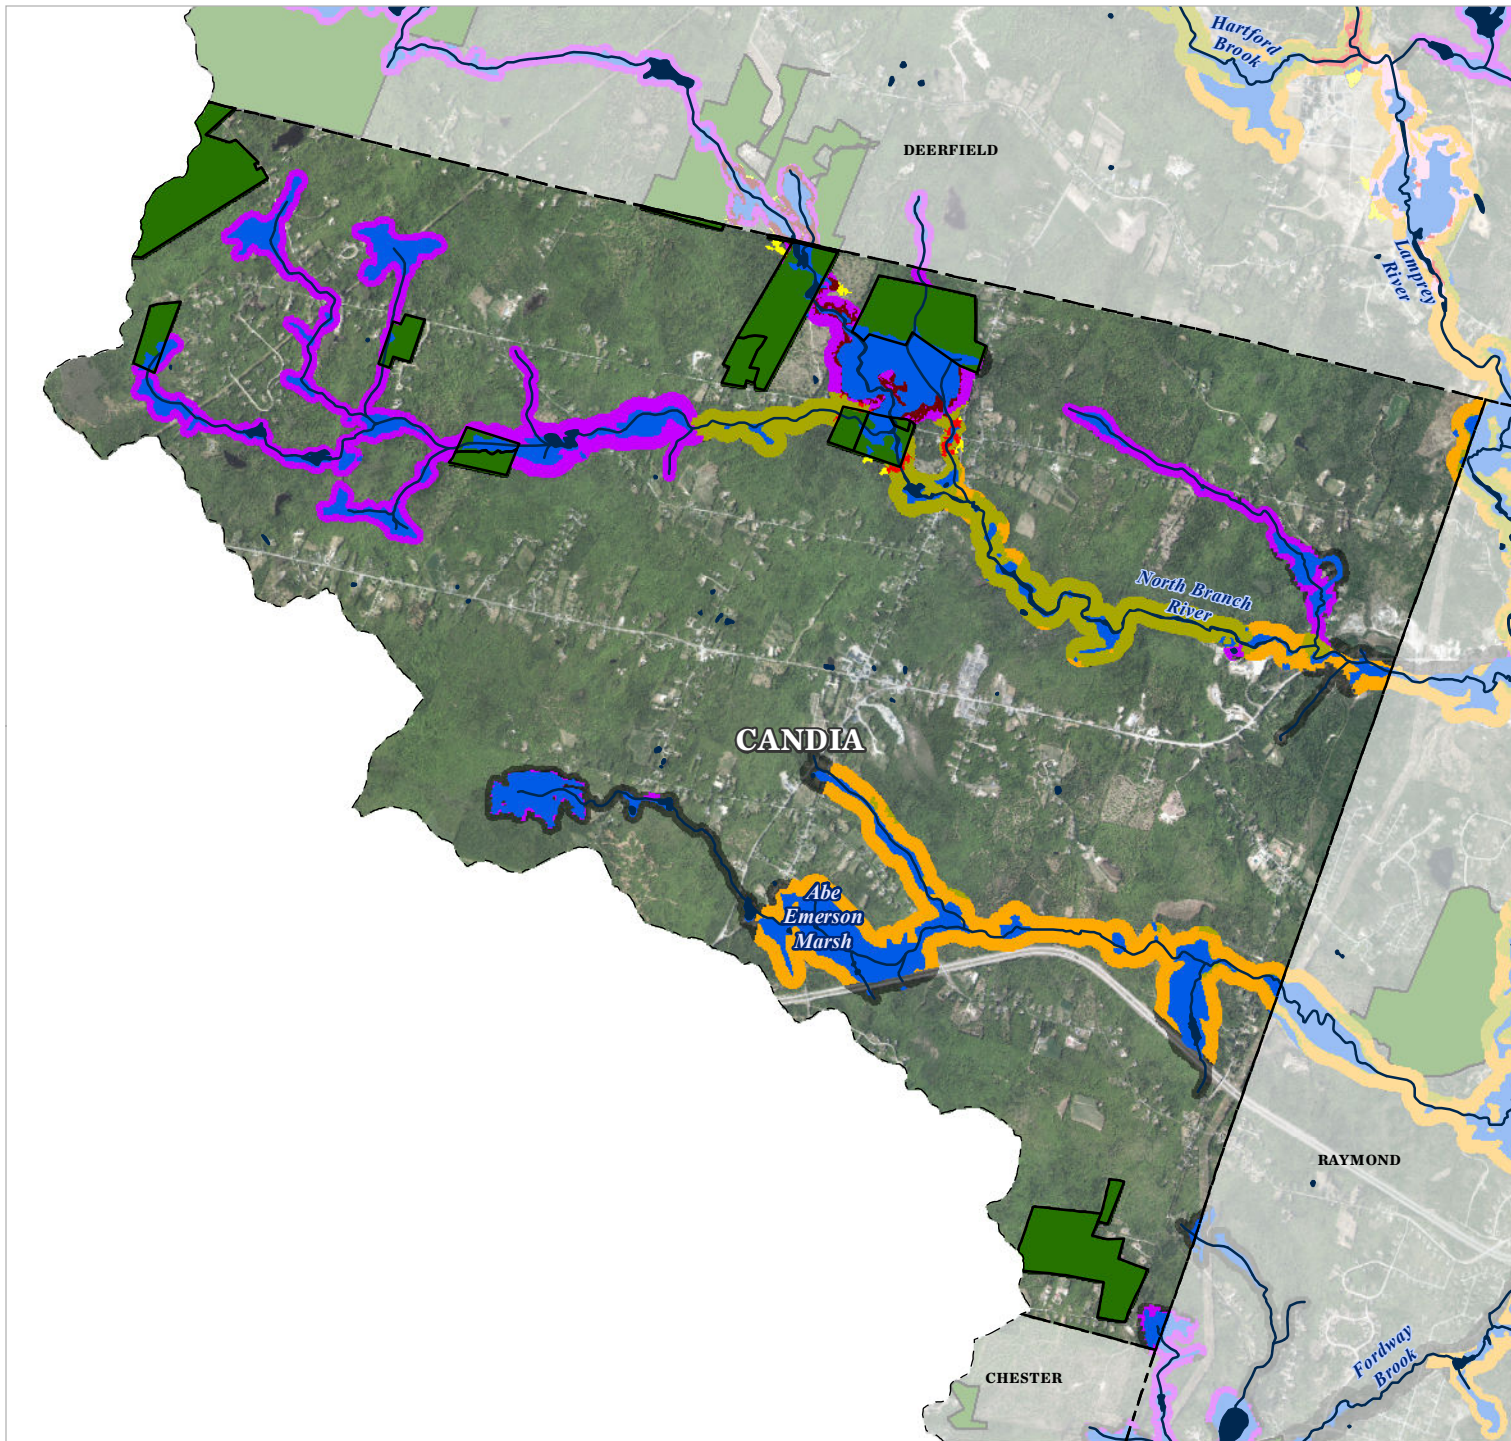 Hartford
Brook
DEERFIELD
Lamprey
River
North Branch
River
CANDIA
Abe
Emerson
Marsh
RAYMOND
Fordway
Brook
CHESTER